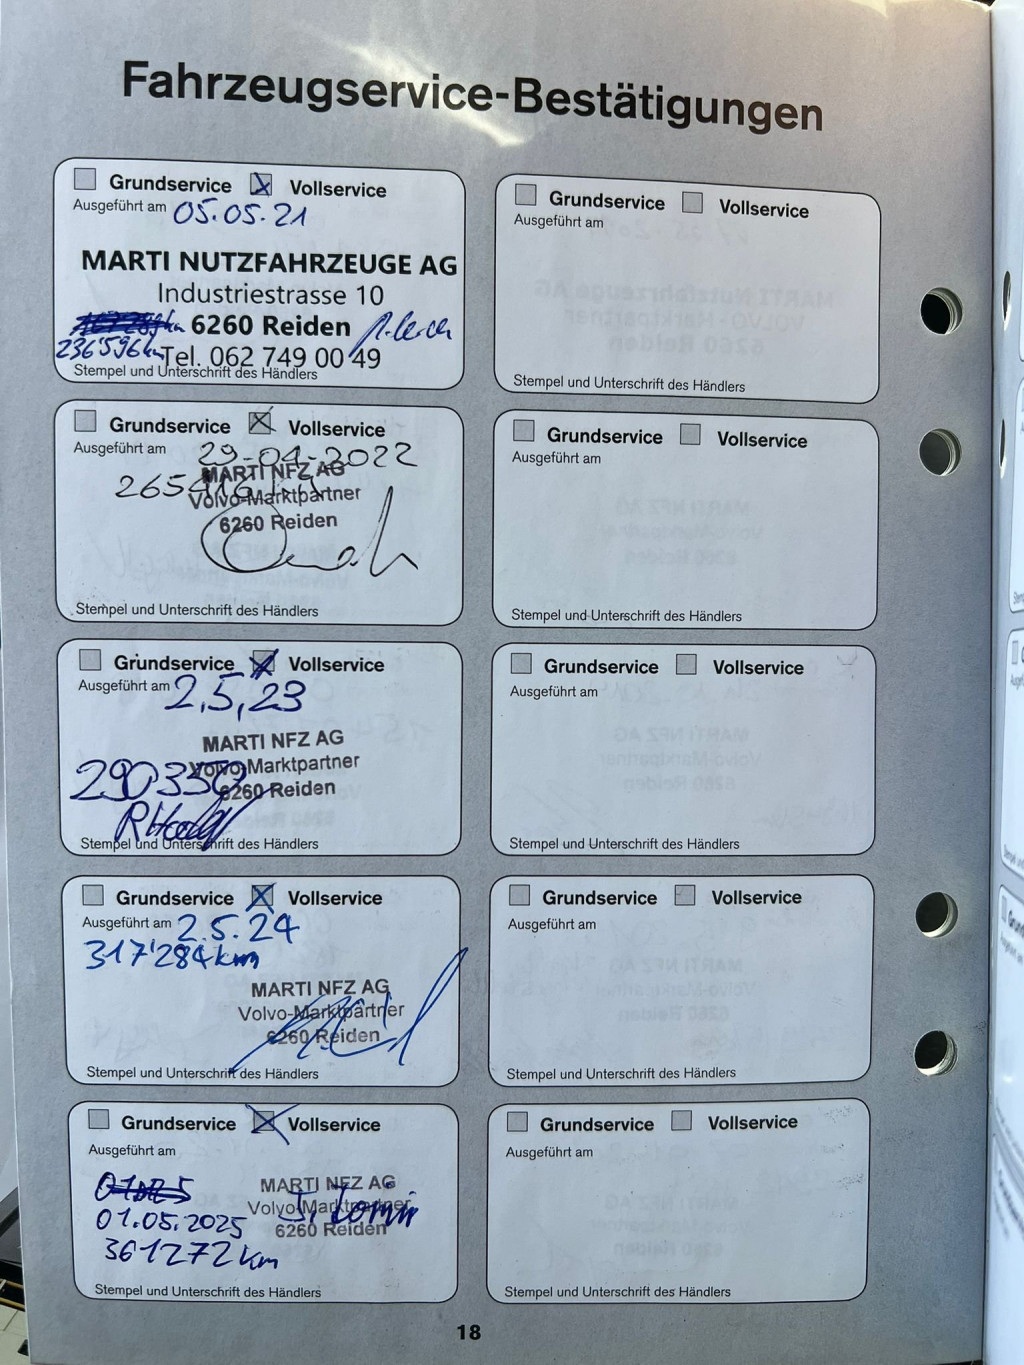 Fahrzeugservice-Bestätigungen
Grundservice Vollservice
Ausgeführt am 05.05.21
MARTI NUTZFAHRZEUGE AG
Industriestrasse 10
6260 Reiden
236'596km Tel. 062 749 00 49
Stempel und Unterschrift des Händlers
Grundservice Vollservice
Ausgeführt am 29-04-2022
MARTI NFZ AG
Volvo-Marktpartner
6260 Reiden
Stempel und Unterschrift des Händlers
Grundservice Vollservice
Ausgeführt am 2,5,23
MARTI NFZ AG
Volvo-Marktpartner
290350 6260 Reiden
Stempel und Unterschrift des Händlers
Grundservice Vollservice
Ausgeführt am 2.5.24
317'284km
MARTI NFZ AG
Volvo-Marktpartner
6260 Reiden
Stempel und Unterschrift des Händlers
Grundservice Vollservice
Ausgeführt am
MARTI NFZ AG
Volvo-Marktpartner
01.05.2025 6260 Reiden
361272km
Stempel und Unterschrift des Händlers
Grundservice Vollservice
Ausgeführt am
Stempel und Unterschrift des Händlers
Grundservice Vollservice
Ausgeführt am
Stempel und Unterschrift des Händlers
Grundservice Vollservice
Ausgeführt am
Stempel und Unterschrift des Händlers
Grundservice Vollservice
Ausgeführt am
Stempel und Unterschrift des Händlers
Grundservice Vollservice
Ausgeführt am
Stempel und Unterschrift des Händlers
18